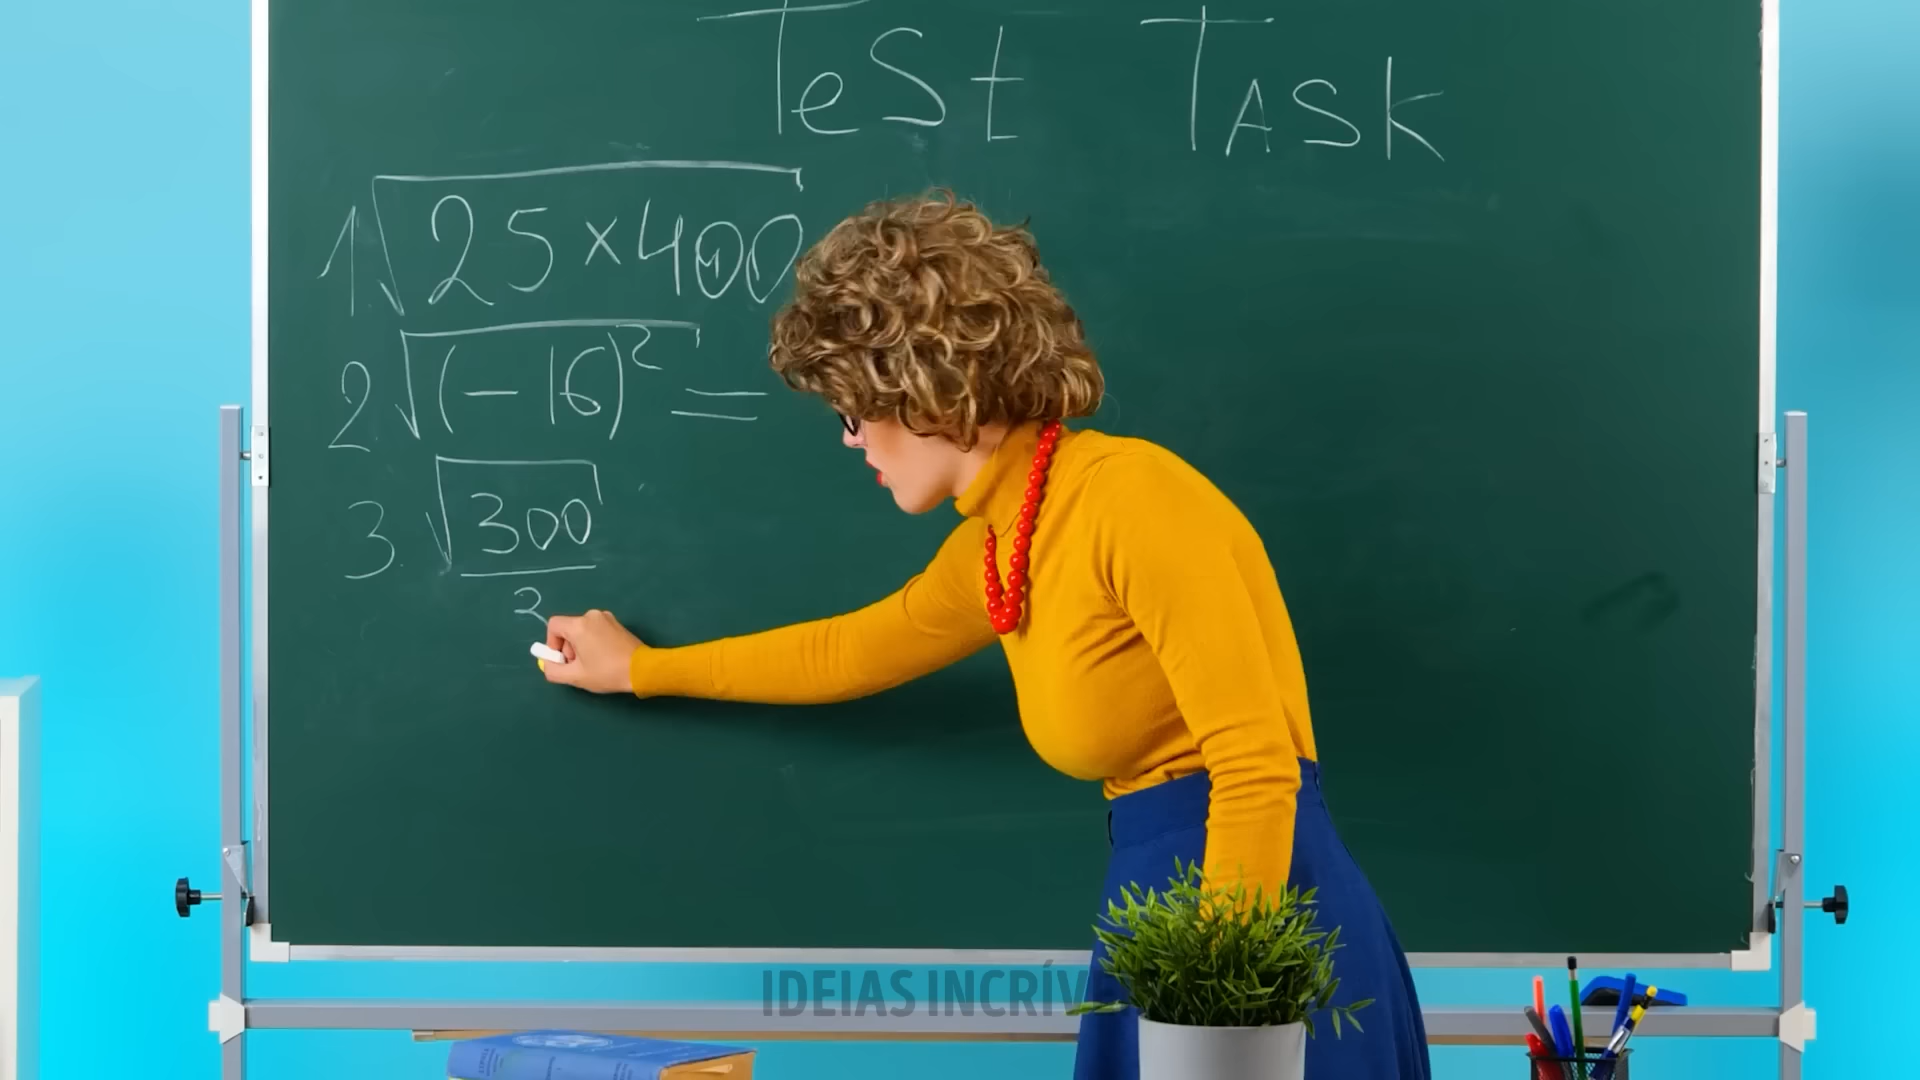 TeSt TASK
1. √25×400
2. √(-16)² =
3. √300
3
IDEIAS INCRÍV